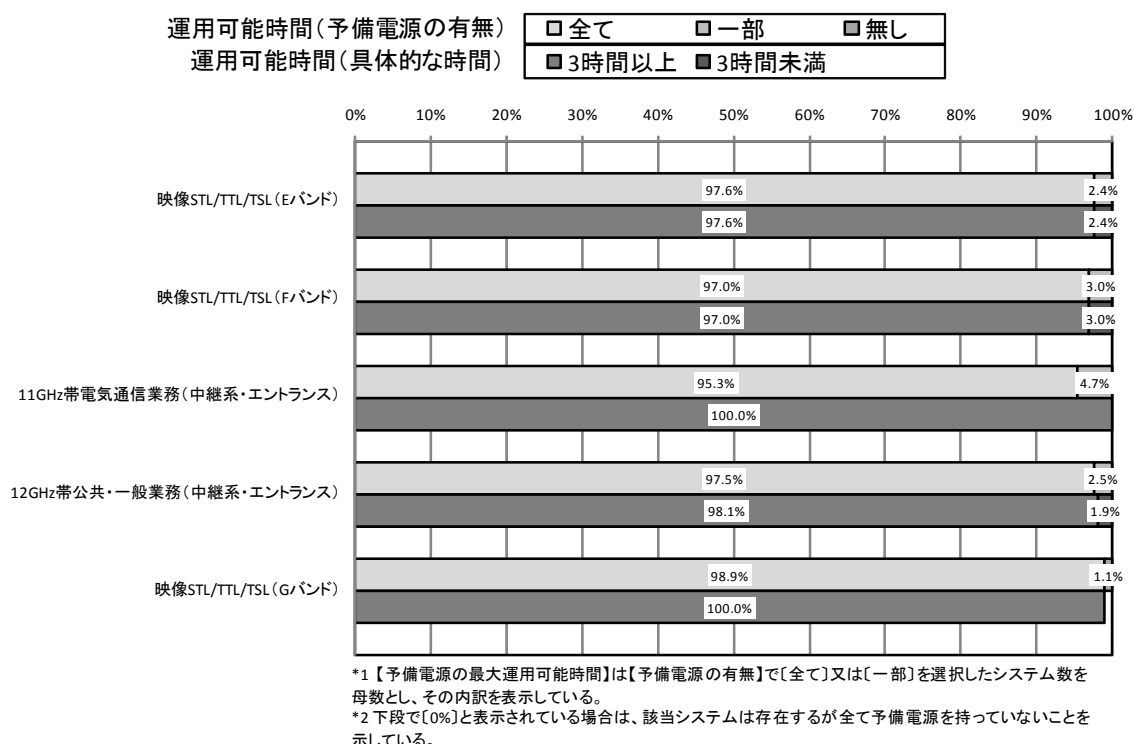 運用可能時間(予備電源の有無) 全て 一部 無し
運用可能時間(具体的な時間) 3時間以上 3時間未満
0% 10% 20% 30% 40% 50% 60% 70% 80% 90% 100%
映像STL/TTL/TSL(Eバンド)
97.6% 2.4%
97.6% 2.4%
映像STL/TTL/TSL(Fバンド)
97.0% 3.0%
97.0% 3.0%
11GHz帯電気通信業務(中継系・エントランス)
95.3% 4.7%
100.0%
12GHz帯公共・一般業務(中継系・エントランス)
97.5% 2.5%
98.1% 1.9%
映像STL/TTL/TSL(Gバンド)
98.9% 1.1%
100.0%
*1 【予備電源の最大運用可能時間】は【予備電源の有無】で〔全て〕又は〔一部〕を選択したシステム数を
母数とし、その内訳を表示している。
*2 下段で〔0%〕と表示されている場合は、該当システムは存在するが全て予備電源を持っていないことを
示している。